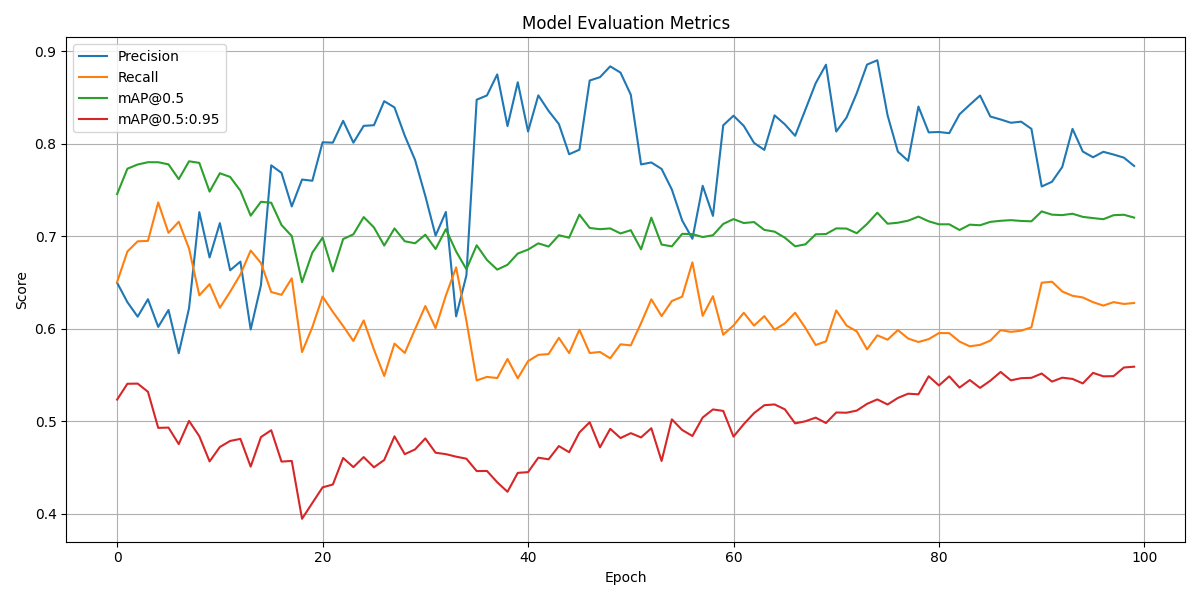 Model Evaluation Metrics
Precision
Recall
mAP@0.5
mAP@0.5:0.95
Score
0.9
0.8
0.7
0.6
0.5
0.4
0 20 40 60 80 100
Epoch